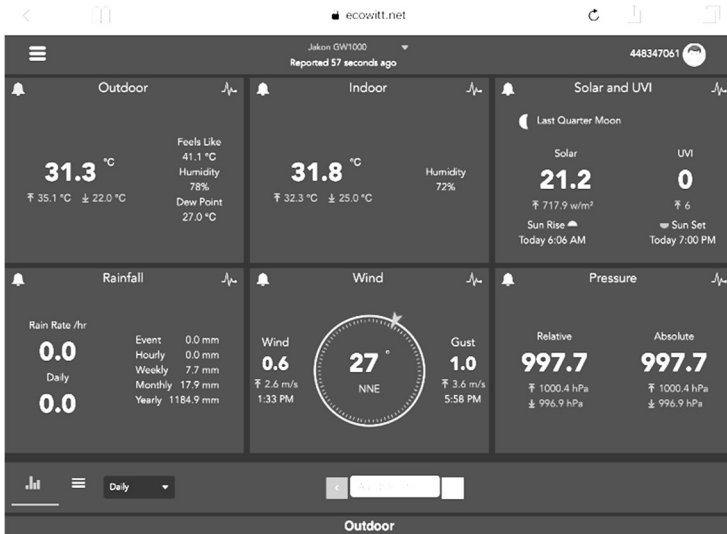 ecowitt.net
Jakon GW1000
Reported 57 seconds ago
448347061
Outdoor
31.3 °C
35.1 °C 22.0 °C
Feels Like
41.1 °C
Humidity
78%
Dew Point
27.0 °C
Indoor
31.8 °C
32.3 °C 25.0 °C
Humidity
72%
Solar and UVI
Last Quarter Moon
Solar
21.2
717.9 w/m²
UVI
0
6
Sun Rise
Today 6:06 AM
Sun Set
Today 7:00 PM
Rainfall
Rain Rate /hr
0.0
Daily
0.0
Event 0.0 mm
Hourly 0.0 mm
Weekly 7.7 mm
Monthly 17.9 mm
Yearly 1184.9 mm
Wind
Wind
0.6
2.6 m/s
1:33 PM
27 °
NNE
Gust
1.0
3.6 m/s
5:58 PM
Pressure
Relative
997.7
1000.4 hPa
996.9 hPa
Absolute
997.7
1000.4 hPa
996.9 hPa
Daily
Outdoor